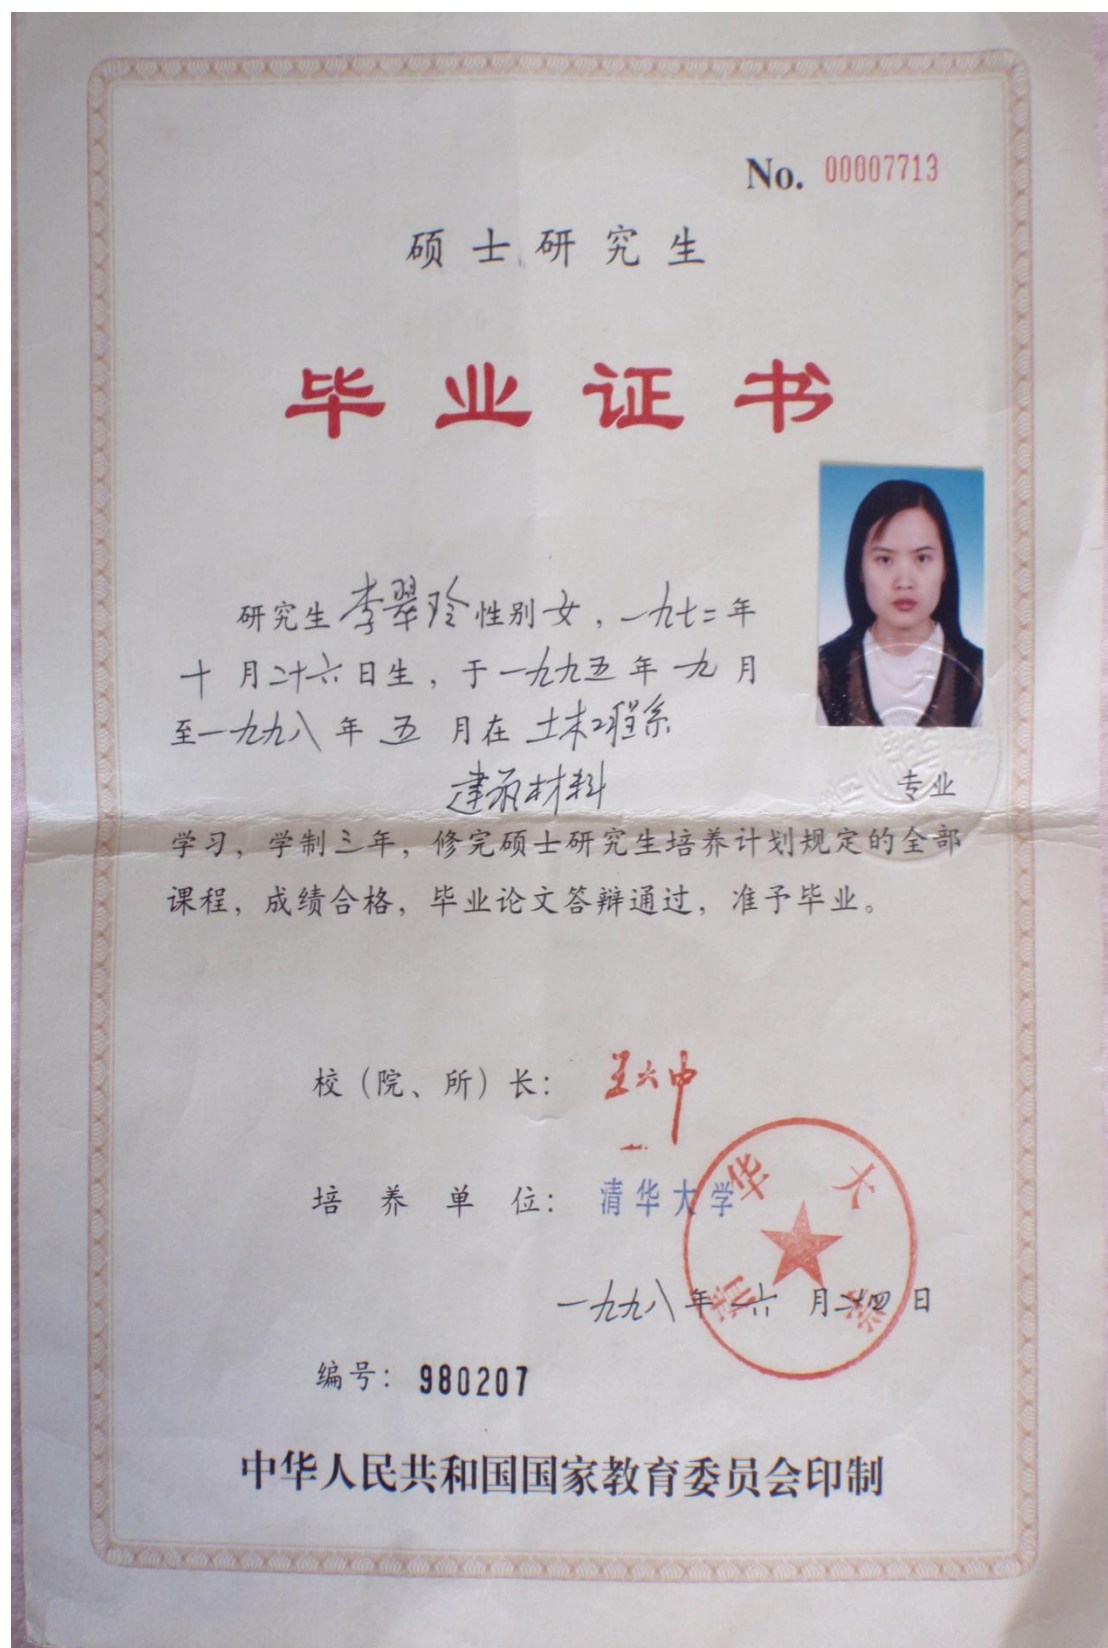 No. 00007713
硕士研究生
毕业证书
研究生李翠玲性别女，一九七二年
十月二十六日生，于一九九五年九月
至一九九八年五月在土木工程系
建筑材料专业
学习，学制三年，修完硕士研究生培养计划规定的全部
课程，成绩合格，毕业论文答辩通过，准予毕业。
校（院、所）长：王大中
培养单位：清华大学
清华大学
一九九八年六月二十四日
编号：980207
中华人民共和国国家教育委员会印制